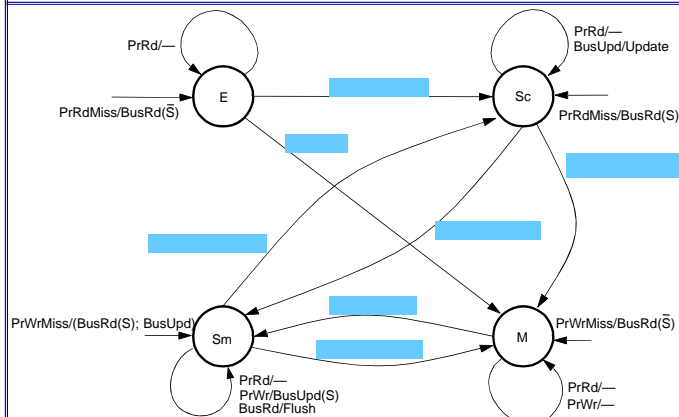 PrRd/—
PrRd/—
BusUpd/Update
E
Sc
PrRdMiss/BusRd(S̄)
PrRdMiss/BusRd(S)
PrWrMiss/(BusRd(S); BusUpd)
Sm
M
PrWrMiss/BusRd(S̄)
PrRd/—
PrWr/BusUpd(S)
BusRd/Flush
PrRd/—
PrWr/—